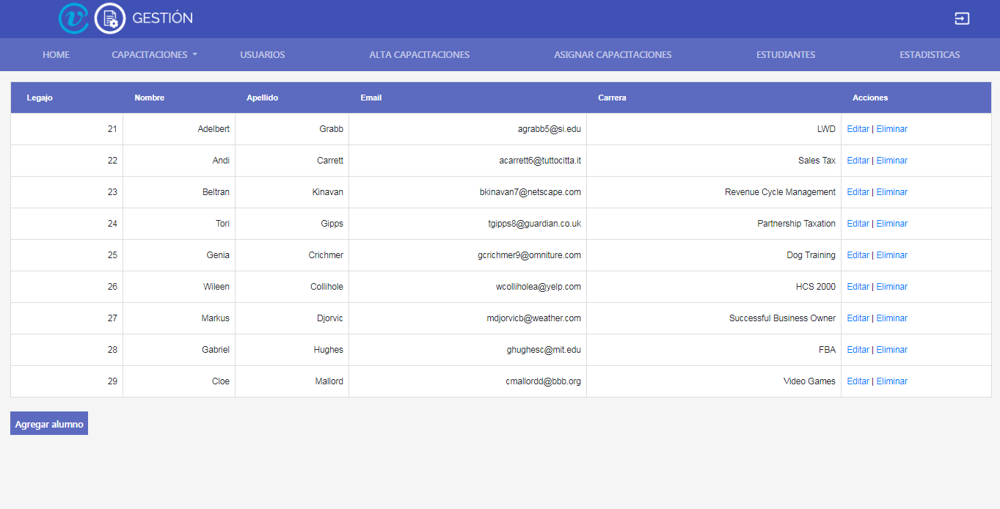 GESTIÓN
HOME CAPACITACIONES USUARIOS ALTA CAPACITACIONES ASIGNAR CAPACITACIONES ESTUDIANTES ESTADISTICAS
Legajo Nombre Apellido Email Carrera Acciones
21 Adelbert Grabb agrabb5@si.edu LWD Editar | Eliminar
22 Andi Carrett acarrett6@tuttocitta.it Sales Tax Editar | Eliminar
23 Beltran Kinavan bkinavan7@netscape.com Revenue Cycle Management Editar | Eliminar
24 Tori Gipps tgipps8@guardian.co.uk Partnership Taxation Editar | Eliminar
25 Genia Crichmer gcrichmer9@omniture.com Dog Training Editar | Eliminar
26 Wileen Collihole wcolliholea@yelp.com HCS 2000 Editar | Eliminar
27 Markus Djorvic mdjorvicb@weather.com Successful Business Owner Editar | Eliminar
28 Gabriel Hughes ghughesc@mit.edu FBA Editar | Eliminar
29 Cloe Mallord cmallordd@bbb.org Video Games Editar | Eliminar
Agregar alumno